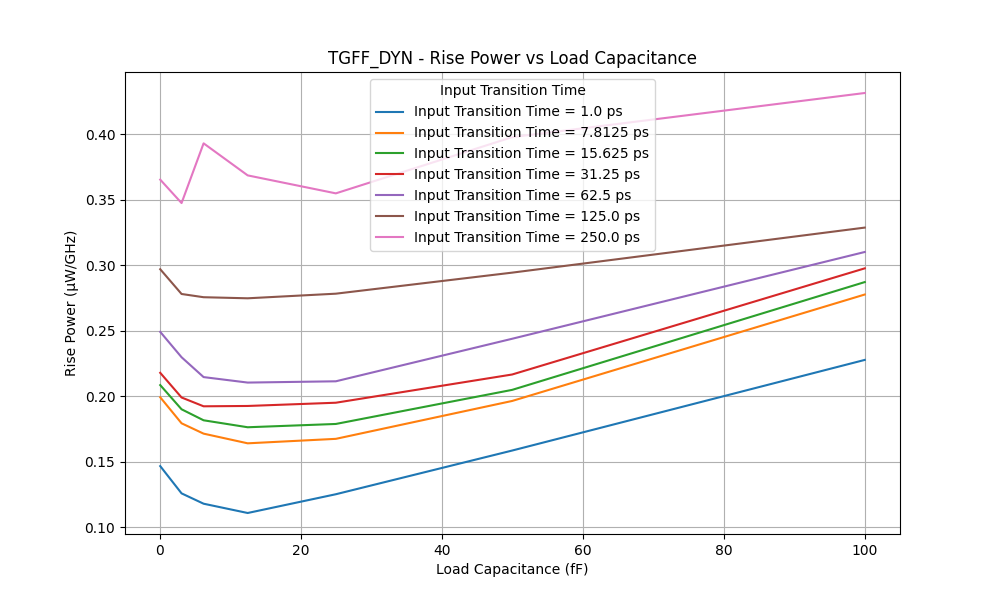 TGFF_DYN - Rise Power vs Load Capacitance
Input Transition Time
Input Transition Time = 1.0 ps
Input Transition Time = 7.8125 ps
Input Transition Time = 15.625 ps
Input Transition Time = 31.25 ps
Input Transition Time = 62.5 ps
Input Transition Time = 125.0 ps
Input Transition Time = 250.0 ps
Rise Power (μW/GHz)
0.40
0.35
0.30
0.25
0.20
0.15
0.10
0 20 40 60 80 100
Load Capacitance (fF)